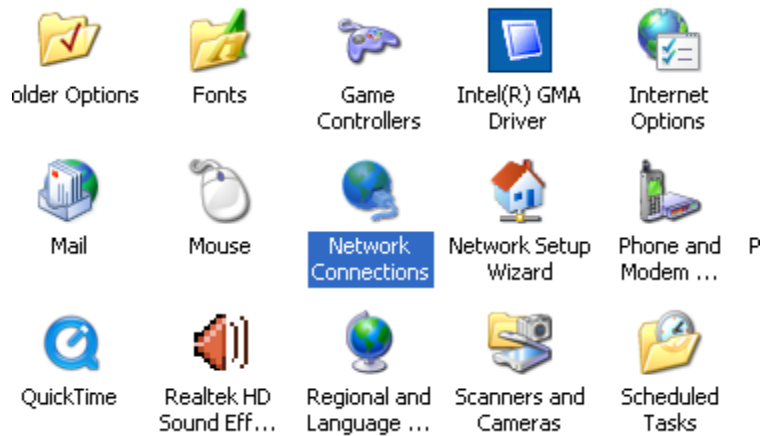 older Options
Fonts
Game
Controllers
Intel(R) GMA
Driver
Internet
Options
Mail
Mouse
Network
Connections
Network Setup
Wizard
Phone and
Modem ...
P
QuickTime
Realtek HD
Sound Eff...
Regional and
Language ...
Scanners and
Cameras
Scheduled
Tasks